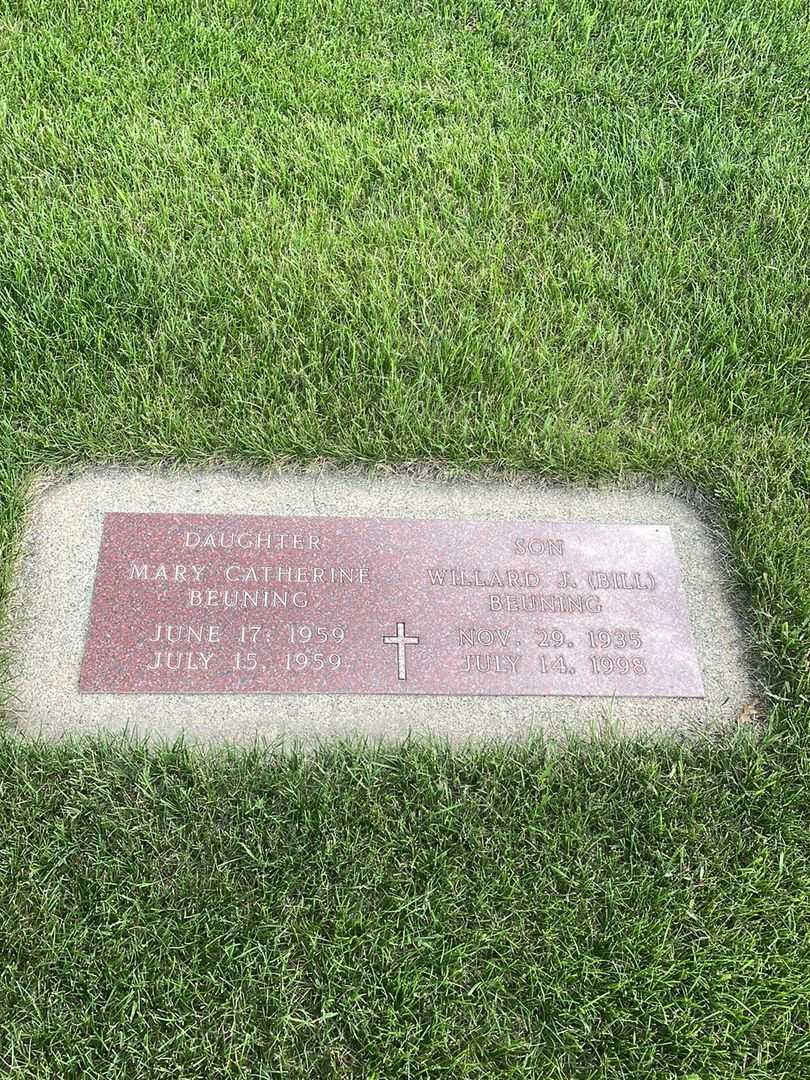 DAUGHTER
MARY CATHERINE
BEUNING
JUNE 17, 1959
JULY 15, 1959
SON
WILLARD J. (BILL)
BEUNING
NOV. 29, 1935
JULY 14, 1998